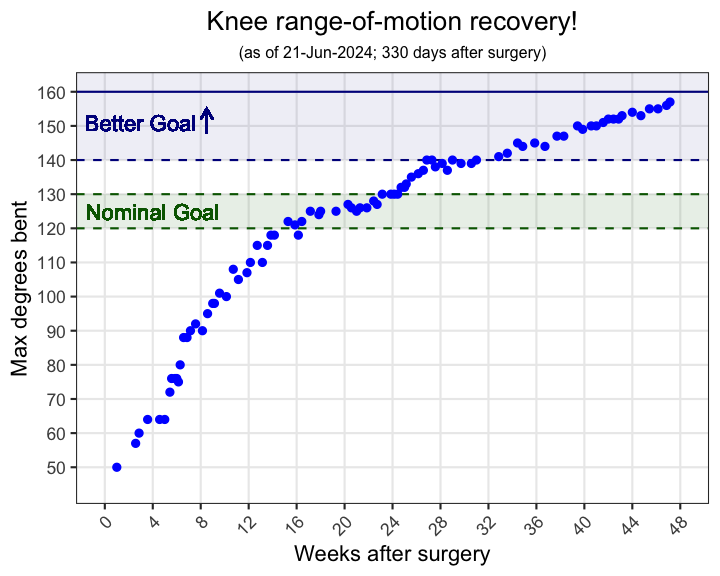 Knee range-of-motion recovery!
(as of 21-Jun-2024; 330 days after surgery)
Max degrees bent
160
150
140
130
120
110
100
90
80
70
60
50
Better Goal
Nominal Goal
0 4 8 12 16 20 24 28 32 36 40 44 48
Weeks after surgery